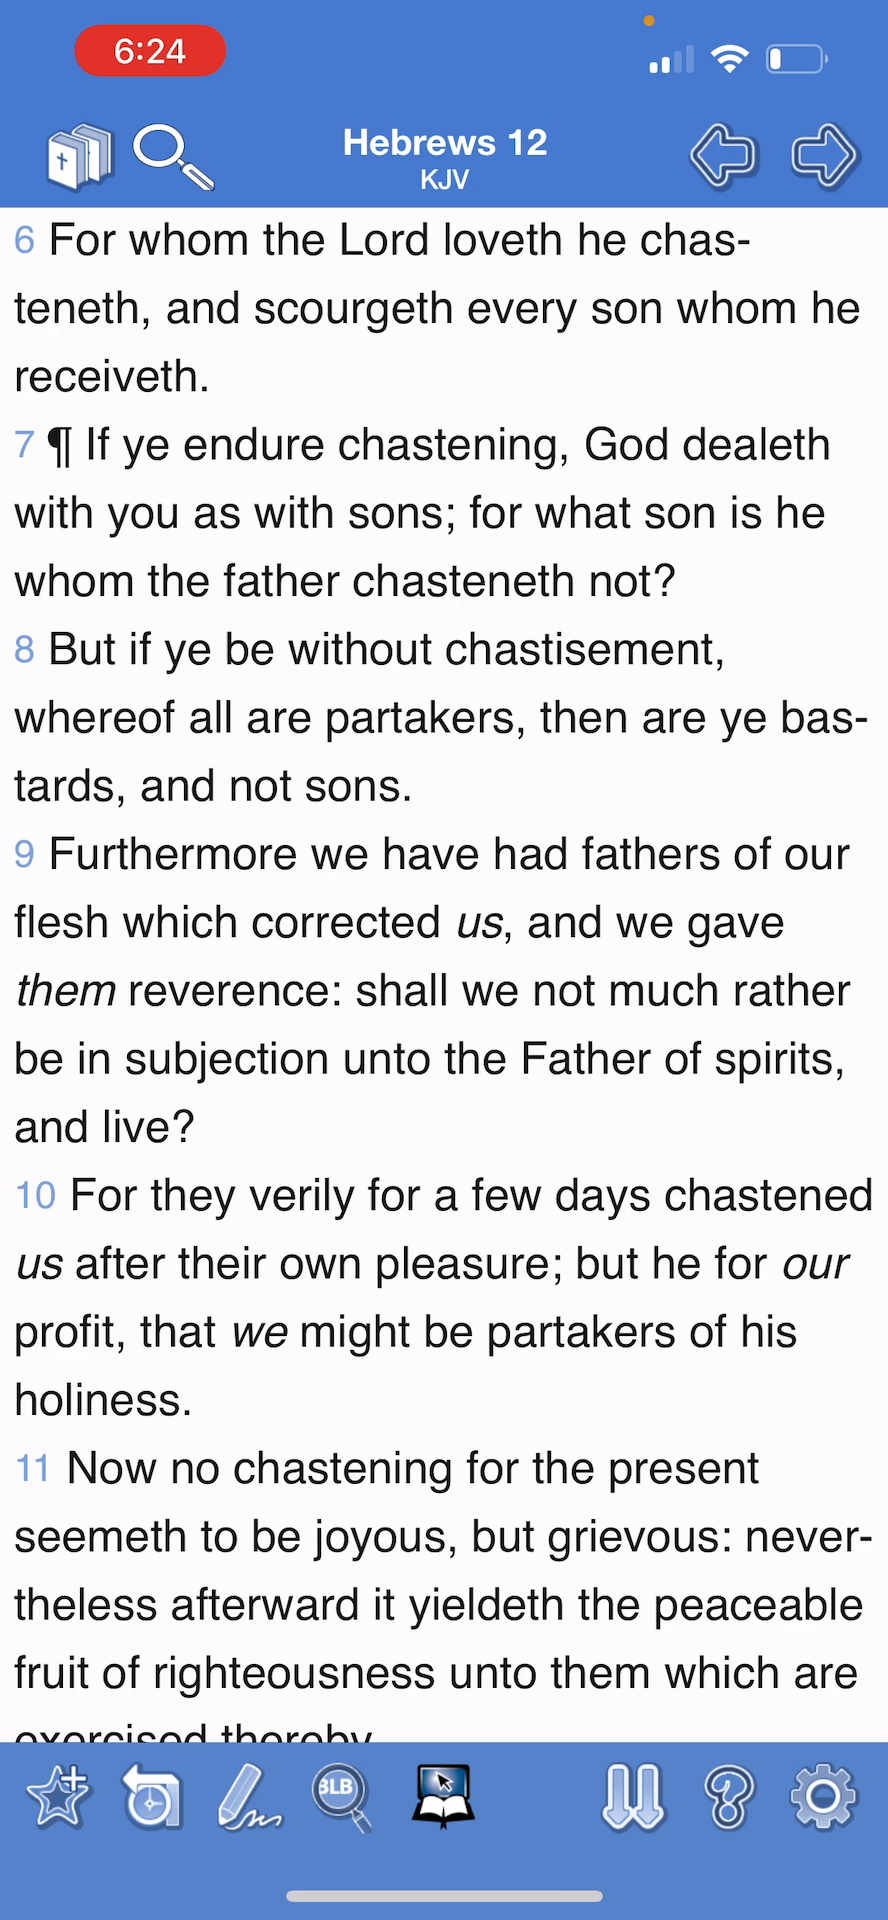 6:24
Hebrews 12
KJV
6 For whom the Lord loveth he chas-
teneth, and scourgeth every son whom he
receiveth.
7 ¶ If ye endure chastening, God dealeth
with you as with sons; for what son is he
whom the father chasteneth not?
8 But if ye be without chastisement,
whereof all are partakers, then are ye bas-
tards, and not sons.
9 Furthermore we have had fathers of our
flesh which corrected us, and we gave
them reverence: shall we not much rather
be in subjection unto the Father of spirits,
and live?
10 For they verily for a few days chastened
us after their own pleasure; but he for our
profit, that we might be partakers of his
holiness.
11 Now no chastening for the present
seemeth to be joyous, but grievous: never-
theless afterward it yieldeth the peaceable
fruit of righteousness unto them which are
exercised thereby.
BLB